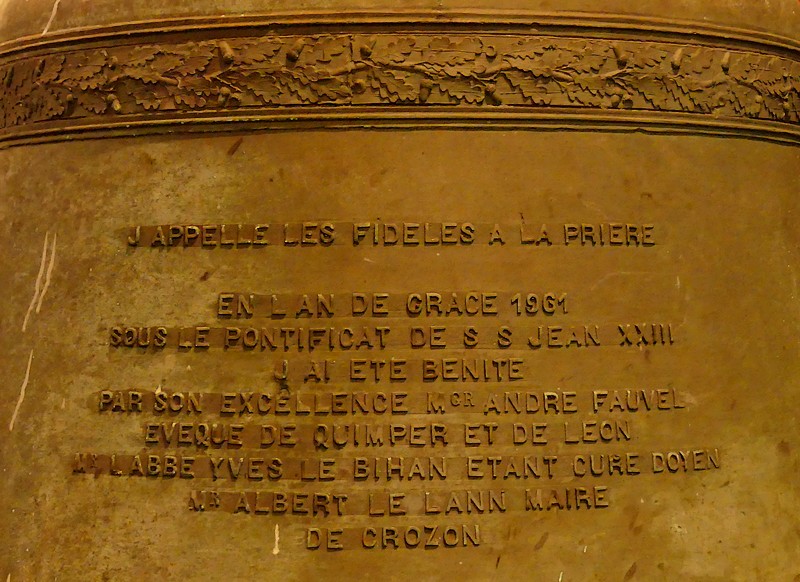 J APPELLE LES FIDELES A LA PRIERE
EN L AN DE GRACE 1961
SOUS LE PONTIFICAT DE S S JEAN XXIII
J AI ETE BENITE
PAR SON EXCELLENCE MGR ANDRE FAUVEL
EVEQUE DE QUIMPER ET DE LEON
MR L ABBE YVES LE BIHAN ETANT CURE DOYEN
MR ALBERT LE LANN MAIRE
DE CROZON